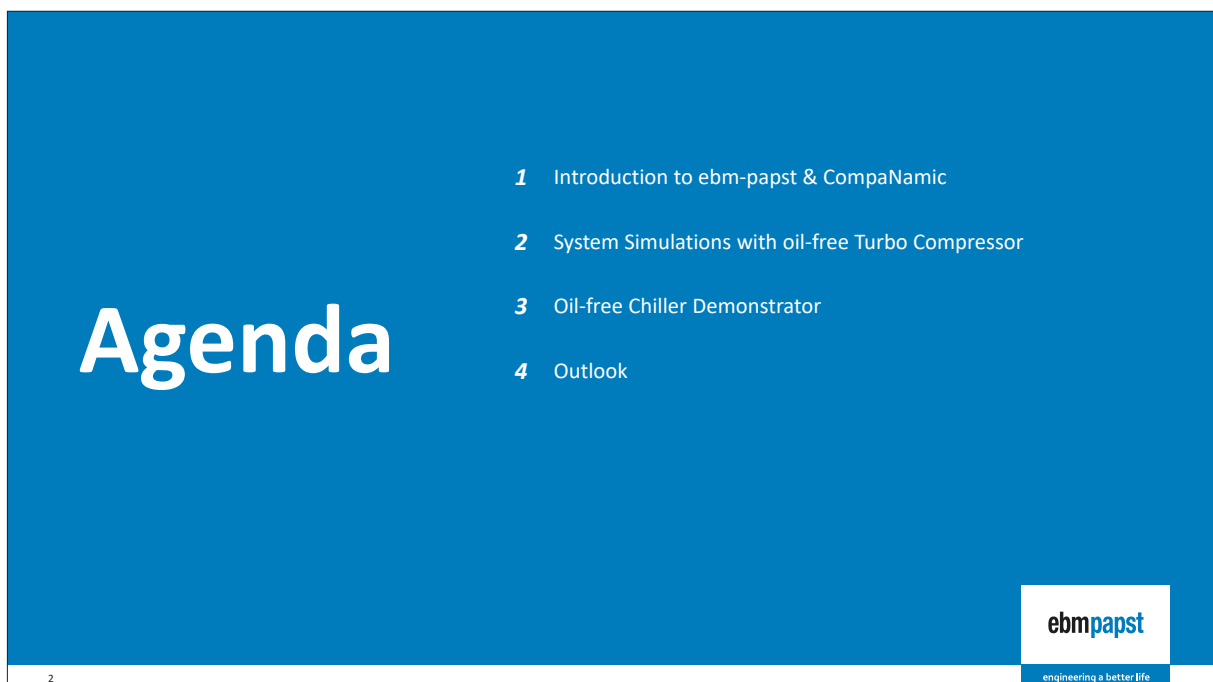 Agenda
1 Introduction to ebm-papst & CompaNamic
2 System Simulations with oil-free Turbo Compressor
3 Oil-free Chiller Demonstrator
4 Outlook
ebmpapst
engineering a better life
2